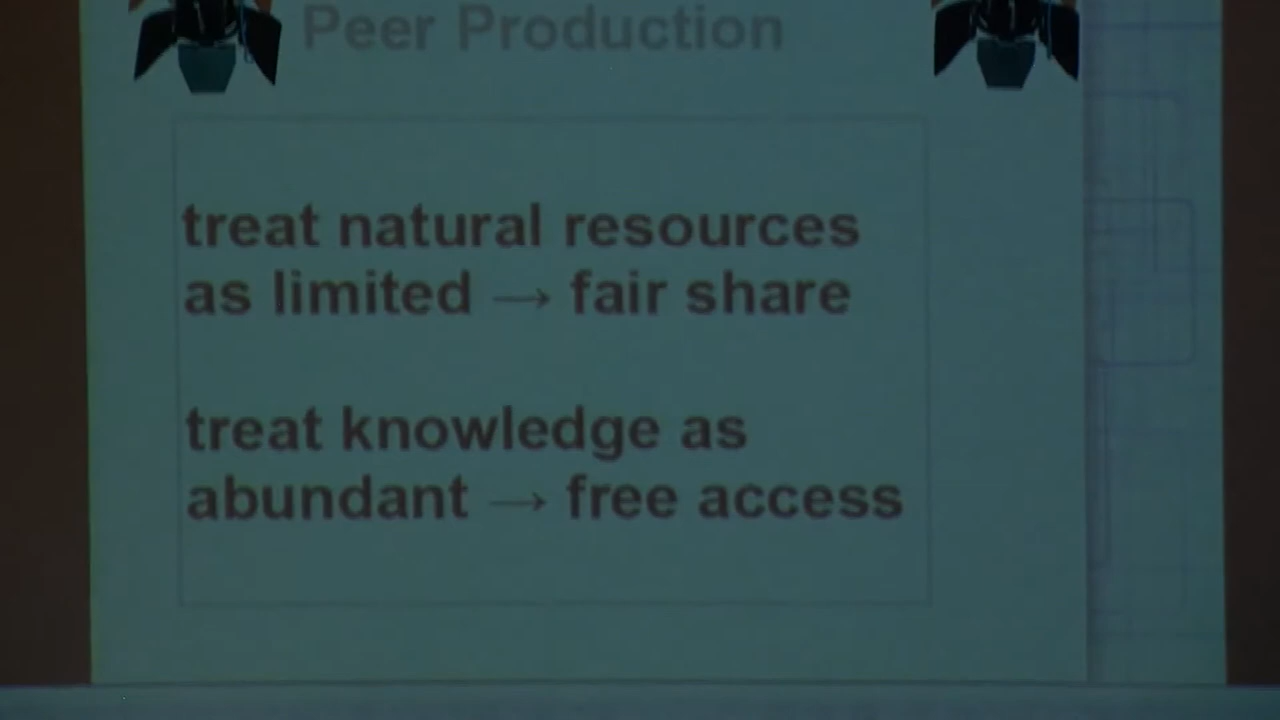 Peer Production
treat natural resources
as limited → fair share
treat knowledge as
abundant → free access